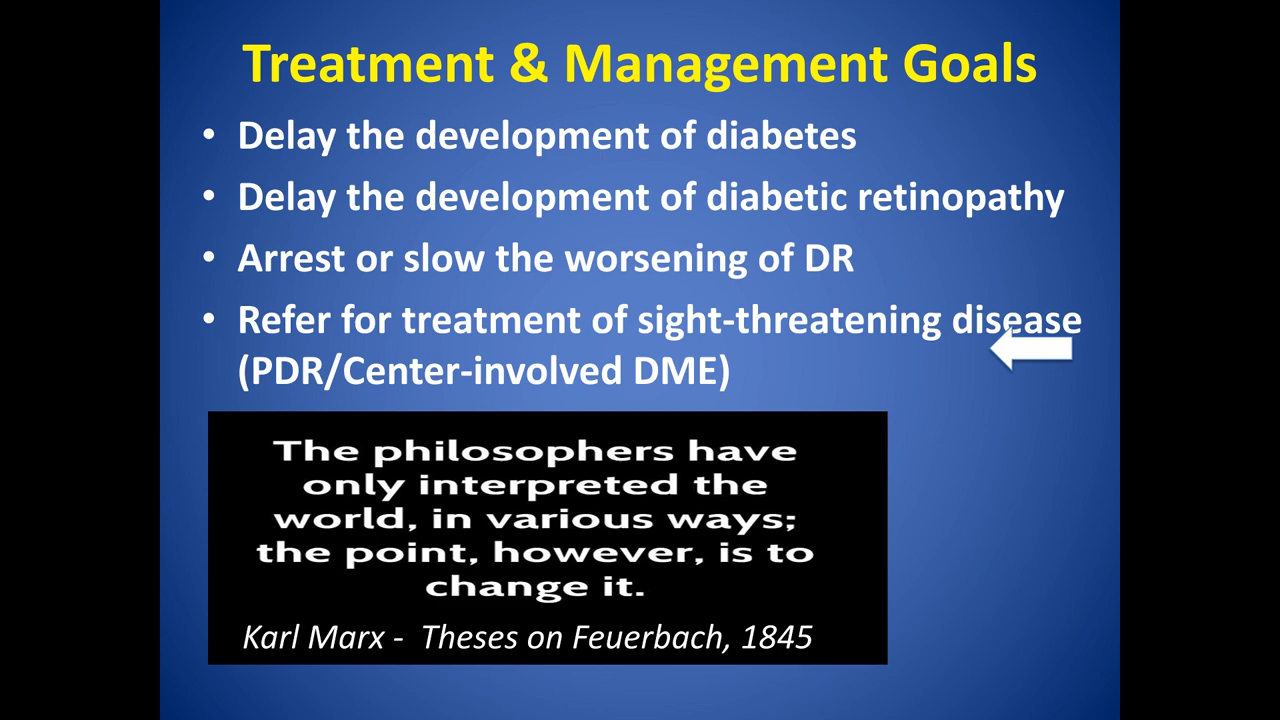 Treatment & Management Goals
• Delay the development of diabetes
• Delay the development of diabetic retinopathy
• Arrest or slow the worsening of DR
• Refer for treatment of sight-threatening disease
(PDR/Center-involved DME)
The philosophers have
only interpreted the
world, in various ways;
the point, however, is to
change it.
Karl Marx - Theses on Feuerbach, 1845